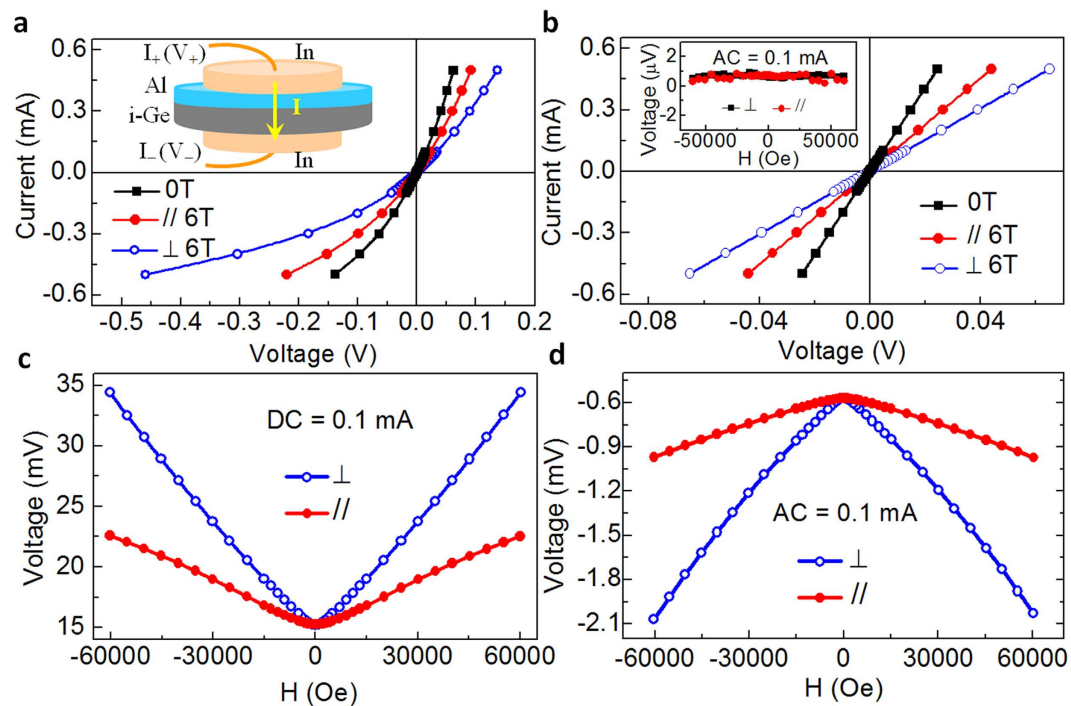 a
0.6
0.3
0.0
-0.3
-0.6
Current (mA)
I₊(V₊)
In
Al
i-Ge
I
I₋(V₋)
In
0T
// 6T
⊥ 6T
-0.5 -0.4 -0.3 -0.2 -0.1 0.0 0.1 0.2
Voltage (V)
b
0.6
0.3
0.0
-0.3
-0.6
Current (mA)
2
0
-2
Voltage (μV)
AC = 0.1 mA
⊥ //
-50000 0 50000
H (Oe)
0T
// 6T
⊥ 6T
-0.08 -0.04 0.00 0.04
Voltage (V)
c
35
30
25
20
15
Voltage (mV)
DC = 0.1 mA
⊥
//
-60000 -30000 0 30000 60000
H (Oe)
d
-0.6
-0.9
-1.2
-1.5
-1.8
-2.1
Voltage (mV)
AC = 0.1 mA
⊥
//
-60000 -30000 0 30000 60000
H (Oe)